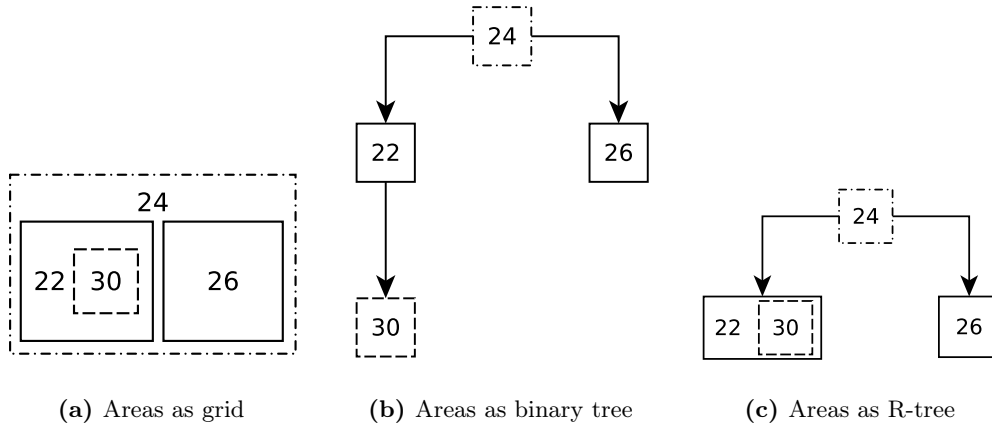 24
22 30 26
(a) Areas as grid
24
22 26
30
(b) Areas as binary tree
24
22 30 26
(c) Areas as R-tree